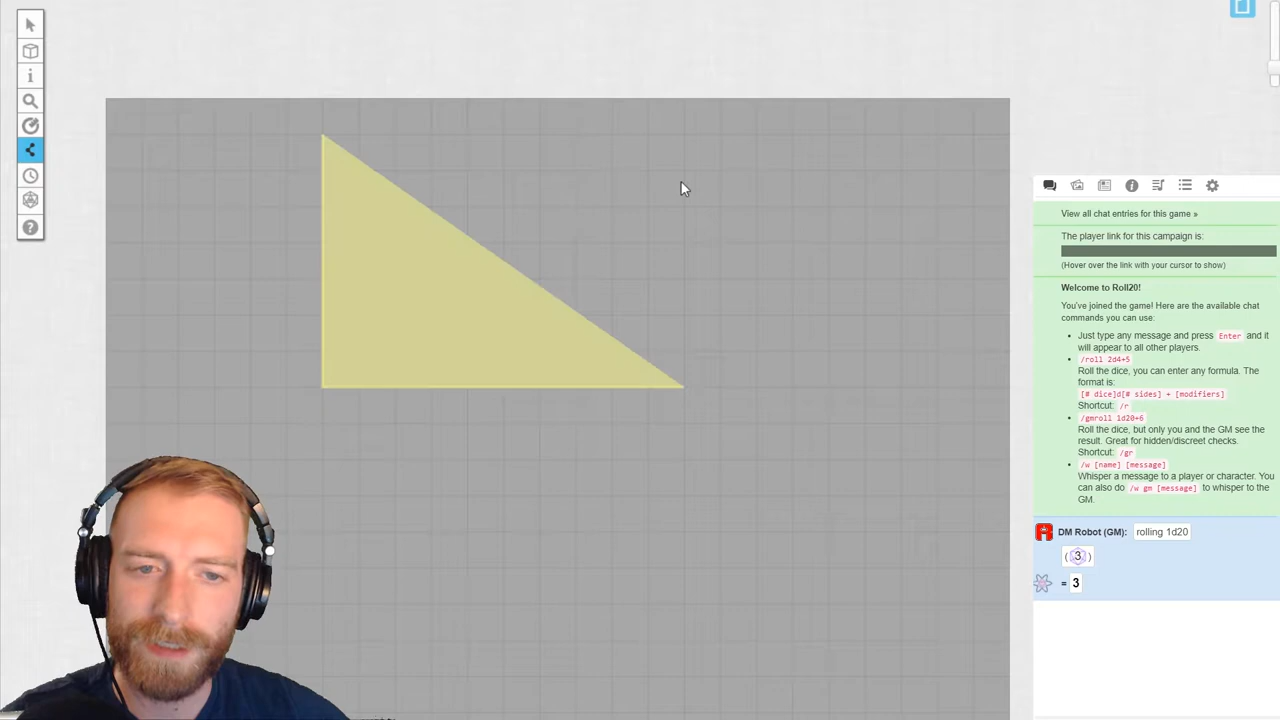 View all chat entries for this game »
The player link for this campaign is:
(Hover over the link with your cursor to show)
Welcome to Roll20!
You've joined the game! Here are the available chat
commands you can use:
Just type any message and press Enter and it
will appear to all other players.
/roll 2d4+5
Roll the dice, you can enter any formula. The
format is:
[# dice]d[# sides] + [modifiers]
Shortcut: /r
/gmroll 1d20+6
Roll the dice, but only you and the GM see the
result. Great for hidden/discreet checks.
Shortcut: /gr
/w [name] [message]
Whisper a message to a player or character. You
can also do /w gm [message] to whisper to the
GM.
DM Robot (GM): rolling 1d20
(3)
= 3